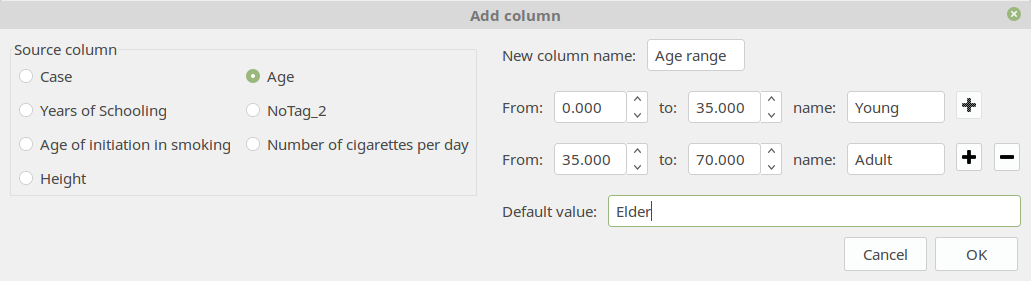 Add column
Source column
Case
Age
Years of Schooling
NoTag_2
Age of initiation in smoking
Number of cigarettes per day
Height
New column name: Age range
From: 0.000 to: 35.000 name: Young
From: 35.000 to: 70.000 name: Adult
Default value: Elder
Cancel OK